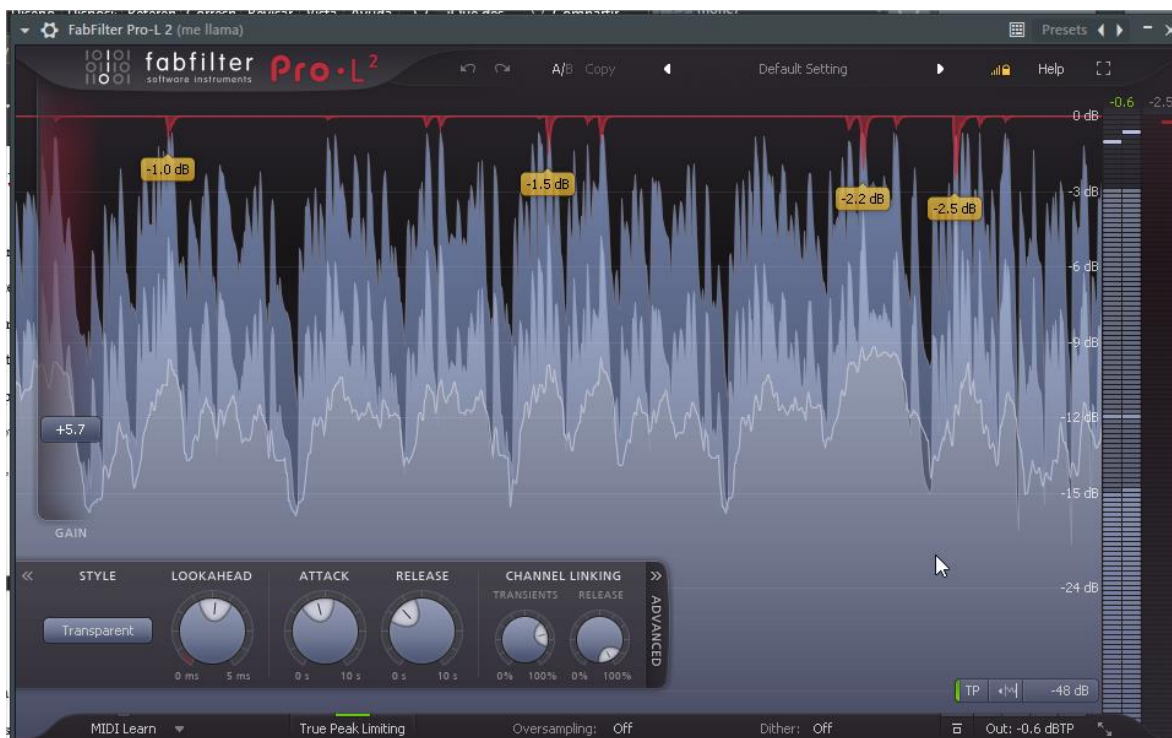 FabFilter Pro-L 2 (me llama)
Presets
fabfilter
software instruments
Pro·L²
A/B Copy
Default Setting
Help
-0.6 -2.5
0 dB
-1.0 dB
-1.5 dB
-2.2 dB
-2.5 dB
-3 dB
-6 dB
-9 dB
-12 dB
+5.7
-15 dB
GAIN
-24 dB
STYLE LOOKAHEAD ATTACK RELEASE CHANNEL LINKING
TRANSIENTS RELEASE
Transparent
ADVANCED
0 ms 5 ms 0 s 10 s 0 s 10 s 0% 100% 0% 100%
TP -48 dB
MIDI Learn True Peak Limiting Oversampling: Off Dither: Off Out: -0.6 dBTP